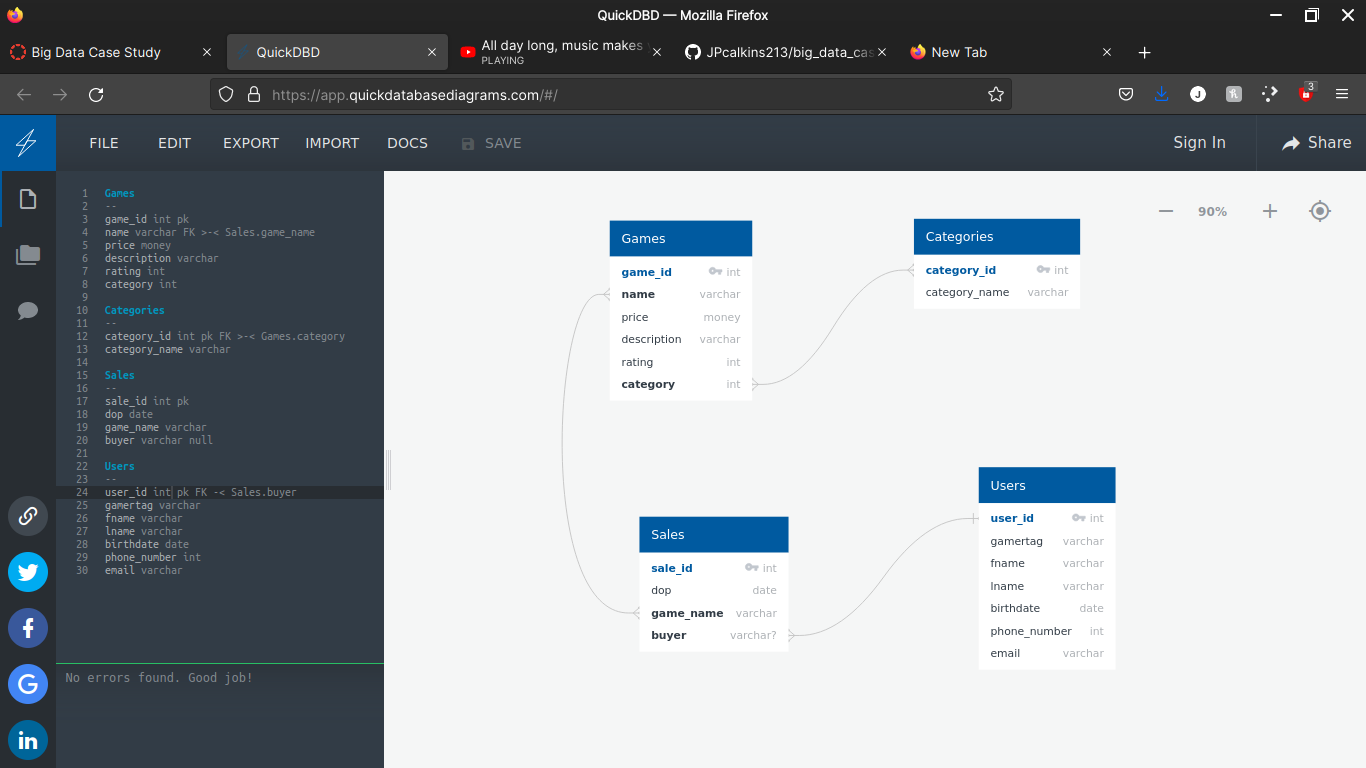 QuickDBD — Mozilla Firefox
Big Data Case Study
QuickDBD
All day long, music makes
PLAYING
JPcalkins213/big_data_cas
New Tab
https://app.quickdatabasediagrams.com/#/
3
FILE EDIT EXPORT IMPORT DOCS SAVE Sign In Share
1 Games
2 --
3 game_id int pk
4 name varchar FK >-< Sales.game_name
5 price money
6 description varchar
7 rating int
8 category int
9
10 Categories
11 --
12 category_id int pk FK >-< Games.category
13 category_name varchar
14
15 Sales
16 --
17 sale_id int pk
18 dop date
19 game_name varchar
20 buyer varchar null
21
22 Users
23 --
24 user_id int pk FK -< Sales.buyer
25 gamertag varchar
26 fname varchar
27 lname varchar
28 birthdate date
29 phone_number int
30 email varchar
No errors found. Good job!
90%
Games
game_id int
name varchar
price money
description varchar
rating int
category int
Categories
category_id int
category_name varchar
Sales
sale_id int
dop date
game_name varchar
buyer varchar?
Users
user_id int
gamertag varchar
fname varchar
lname varchar
birthdate date
phone_number int
email varchar